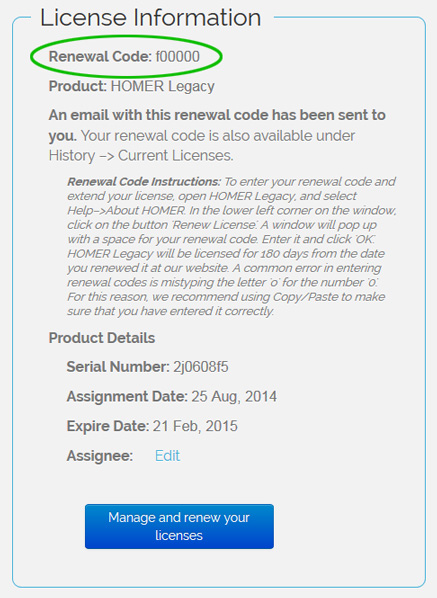 License Information
Renewal Code: f00000
Product: HOMER Legacy
An email with this renewal code has been sent to
you. Your renewal code is also available under
History –> Current Licenses.
Renewal Code Instructions: To enter your renewal code and
extend your license, open HOMER Legacy, and select
Help–>About HOMER. In the lower left corner on the window,
click on the button 'Renew License'. A window will pop up
with a space for your renewal code. Enter it and click 'OK'.
HOMER Legacy will be licensed for 180 days from the date
you renewed it at our website. A common error in entering
renewal codes is mistyping the letter 'o' for the number '0'.
For this reason, we recommend using Copy/Paste to make
sure that you have entered it correctly.
Product Details
Serial Number: 2j0608f5
Assignment Date: 25 Aug, 2014
Expire Date: 21 Feb, 2015
Assignee: Edit
Manage and renew your
licenses